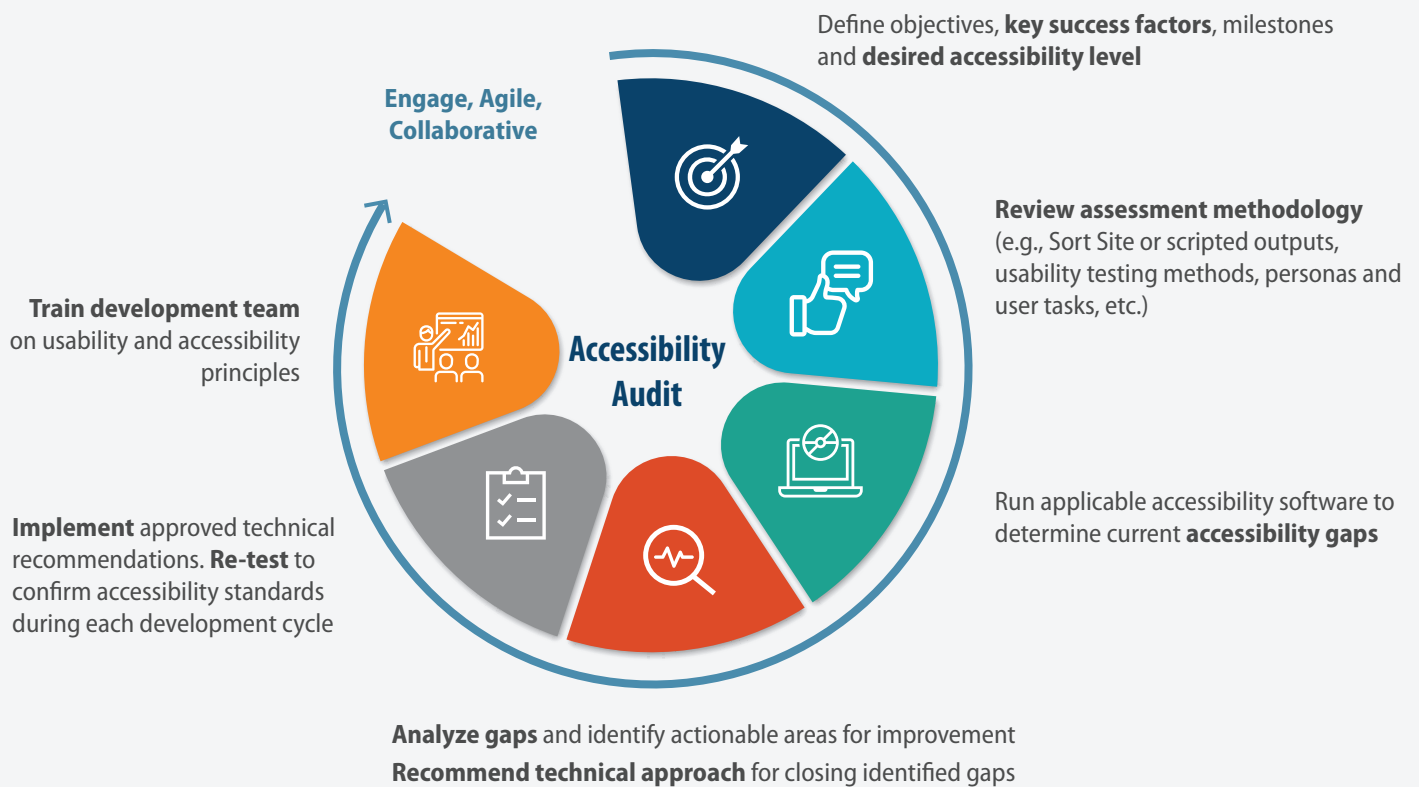 Define objectives, key success factors, milestones
and desired accessibility level
Engage, Agile,
Collaborative
Review assessment methodology
(e.g., Sort Site or scripted outputs,
usability testing methods, personas and
user tasks, etc.)
Train development team
on usability and accessibility
principles
Accessibility
Audit
Run applicable accessibility software to
determine current accessibility gaps
Implement approved technical
recommendations. Re-test to
confirm accessibility standards
during each development cycle
Analyze gaps and identify actionable areas for improvement
Recommend technical approach for closing identified gaps